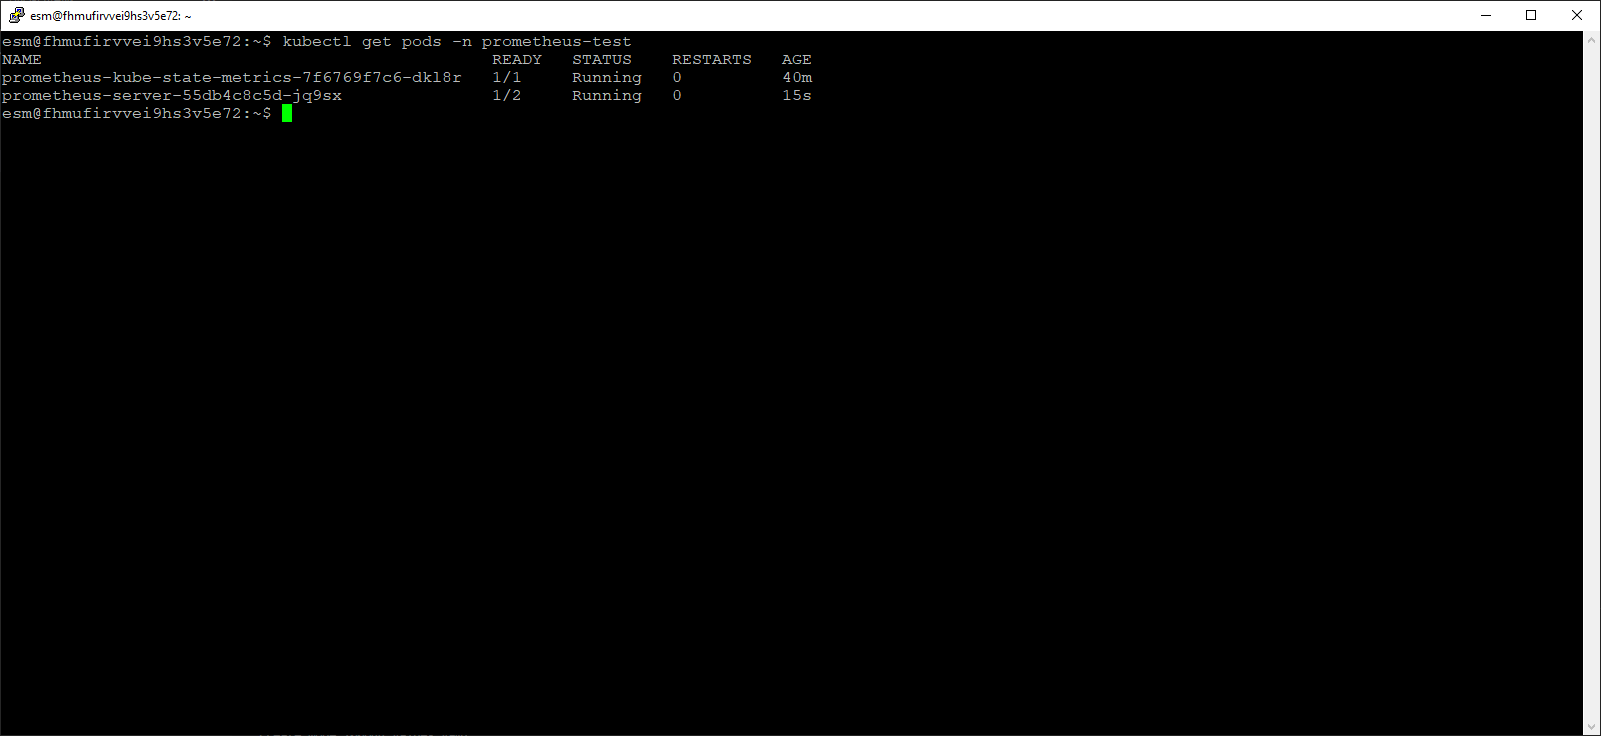 esm@fhmufirvvei9hs3v5e72: ~
esm@fhmufirvvei9hs3v5e72:~$ kubectl get pods -n prometheus-test
NAME READY STATUS RESTARTS AGE
prometheus-kube-state-metrics-7f6769f7c6-dkl8r 1/1 Running 0 40m
prometheus-server-55db4c8c5d-jq9sx 1/2 Running 0 15s
esm@fhmufirvvei9hs3v5e72:~$